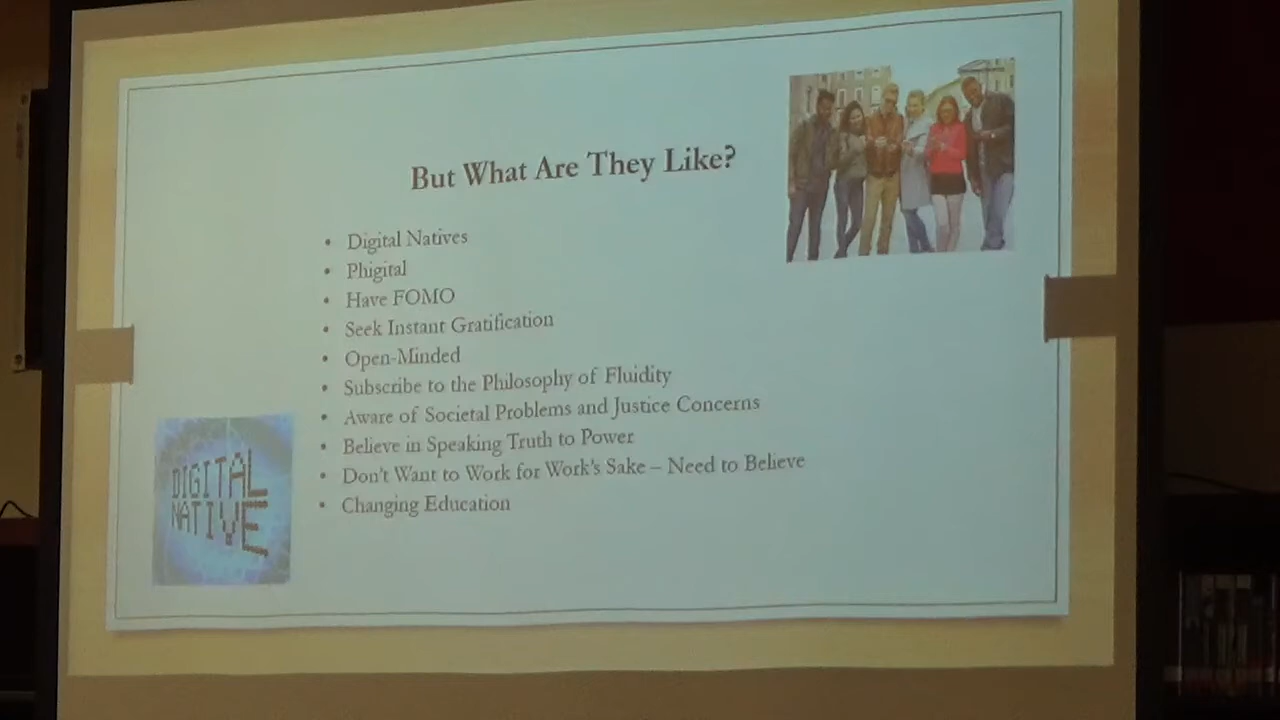 But What Are They Like?
• Digital Natives
• Phigital
• Have FOMO
• Seek Instant Gratification
• Open-Minded
• Subscribe to the Philosophy of Fluidity
• Aware of Societal Problems and Justice Concerns
• Believe in Speaking Truth to Power
• Don't Want to Work for Work's Sake – Need to Believe
• Changing Education
DIGITAL
NATIVE